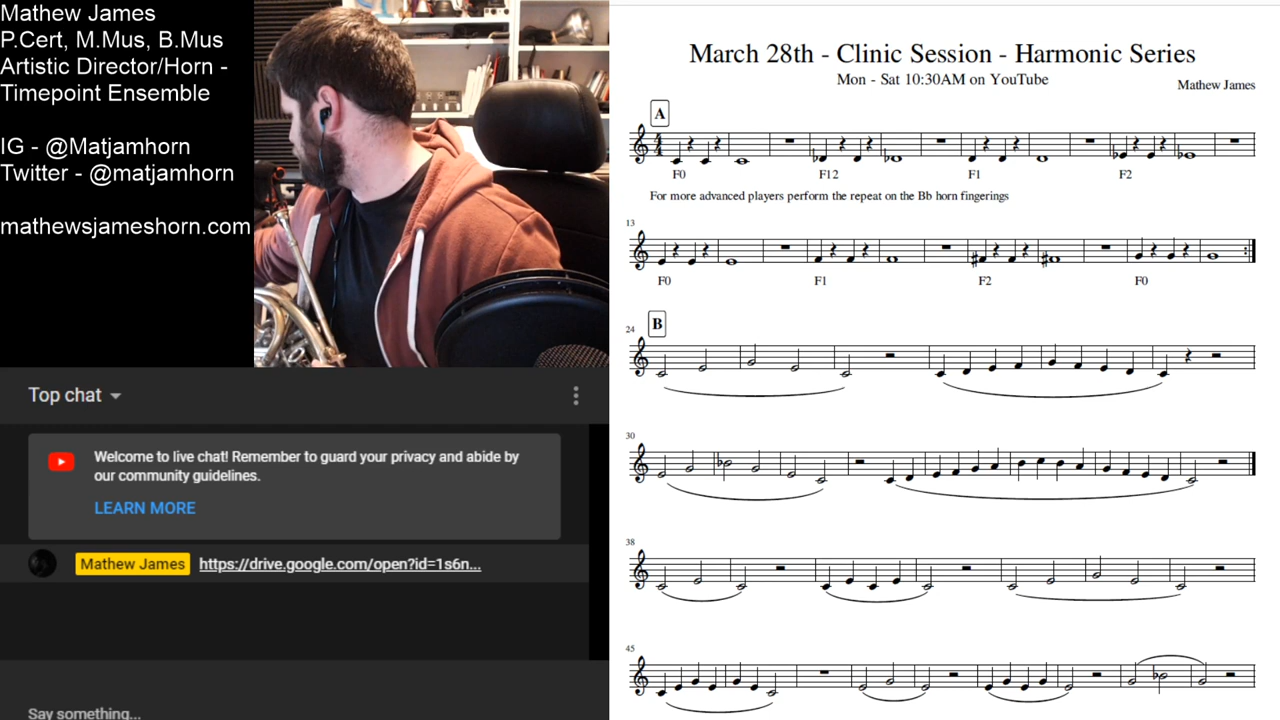 Mathew James
P.Cert, M.Mus, B.Mus
Artistic Director/Horn -
Timepoint Ensemble
IG - @Matjamhorn
Twitter - @matjamhorn
mathewsjameshorn.com
Top chat
Welcome to live chat! Remember to guard your privacy and abide by
our community guidelines.
LEARN MORE
Mathew James https://drive.google.com/open?id=1s6n...
Say something...
March 28th - Clinic Session - Harmonic Series
Mon - Sat 10:30AM on YouTube
Mathew James
A
F0 F12 F1 F2
For more advanced players perform the repeat on the Bb horn fingerings
13
F0 F1 F2 F0
B
24
30
38
45